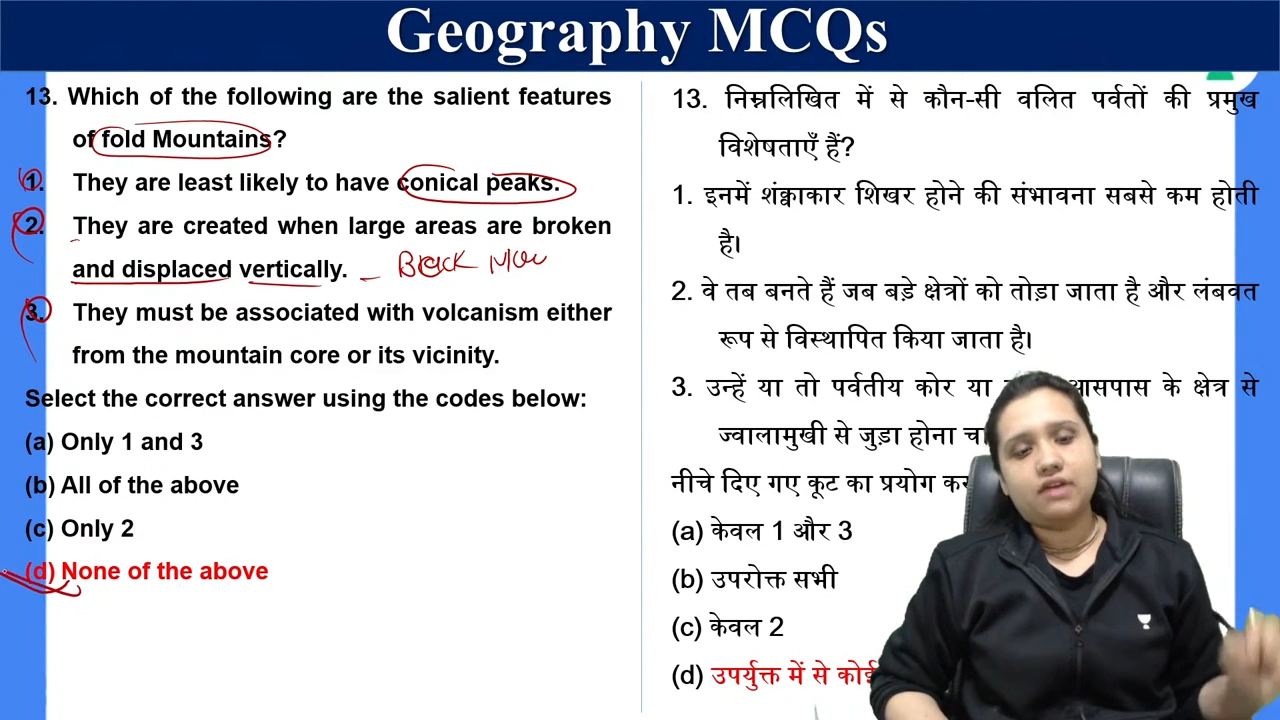 Geography MCQs
13. Which of the following are the salient features
of fold Mountains?
1. They are least likely to have conical peaks.
2. They are created when large areas are broken
and displaced vertically.
3. They must be associated with volcanism either
from the mountain core or its vicinity.
Select the correct answer using the codes below:
(a) Only 1 and 3
(b) All of the above
(c) Only 2
(d) None of the above
13. निम्नलिखित में से कौन-सी वलित पर्वतों की प्रमुख
विशेषताएँ हैं?
1. इनमें शंक्वाकार शिखर होने की संभावना सबसे कम होती
है।
2. वे तब बनते हैं जब बड़े क्षेत्रों को तोड़ा जाता है और लंबवत
रूप से विस्थापित किया जाता है।
3. उन्हें या तो पर्वतीय कोर या आसपास के क्षेत्र से
ज्वालामुखी से जुड़ा होना
नीचे दिए गए कूट का प्रयोग
(a) केवल 1 और 3
(b) उपरोक्त सभी
(c) केवल 2
(d) उपर्युक्त में से कोई